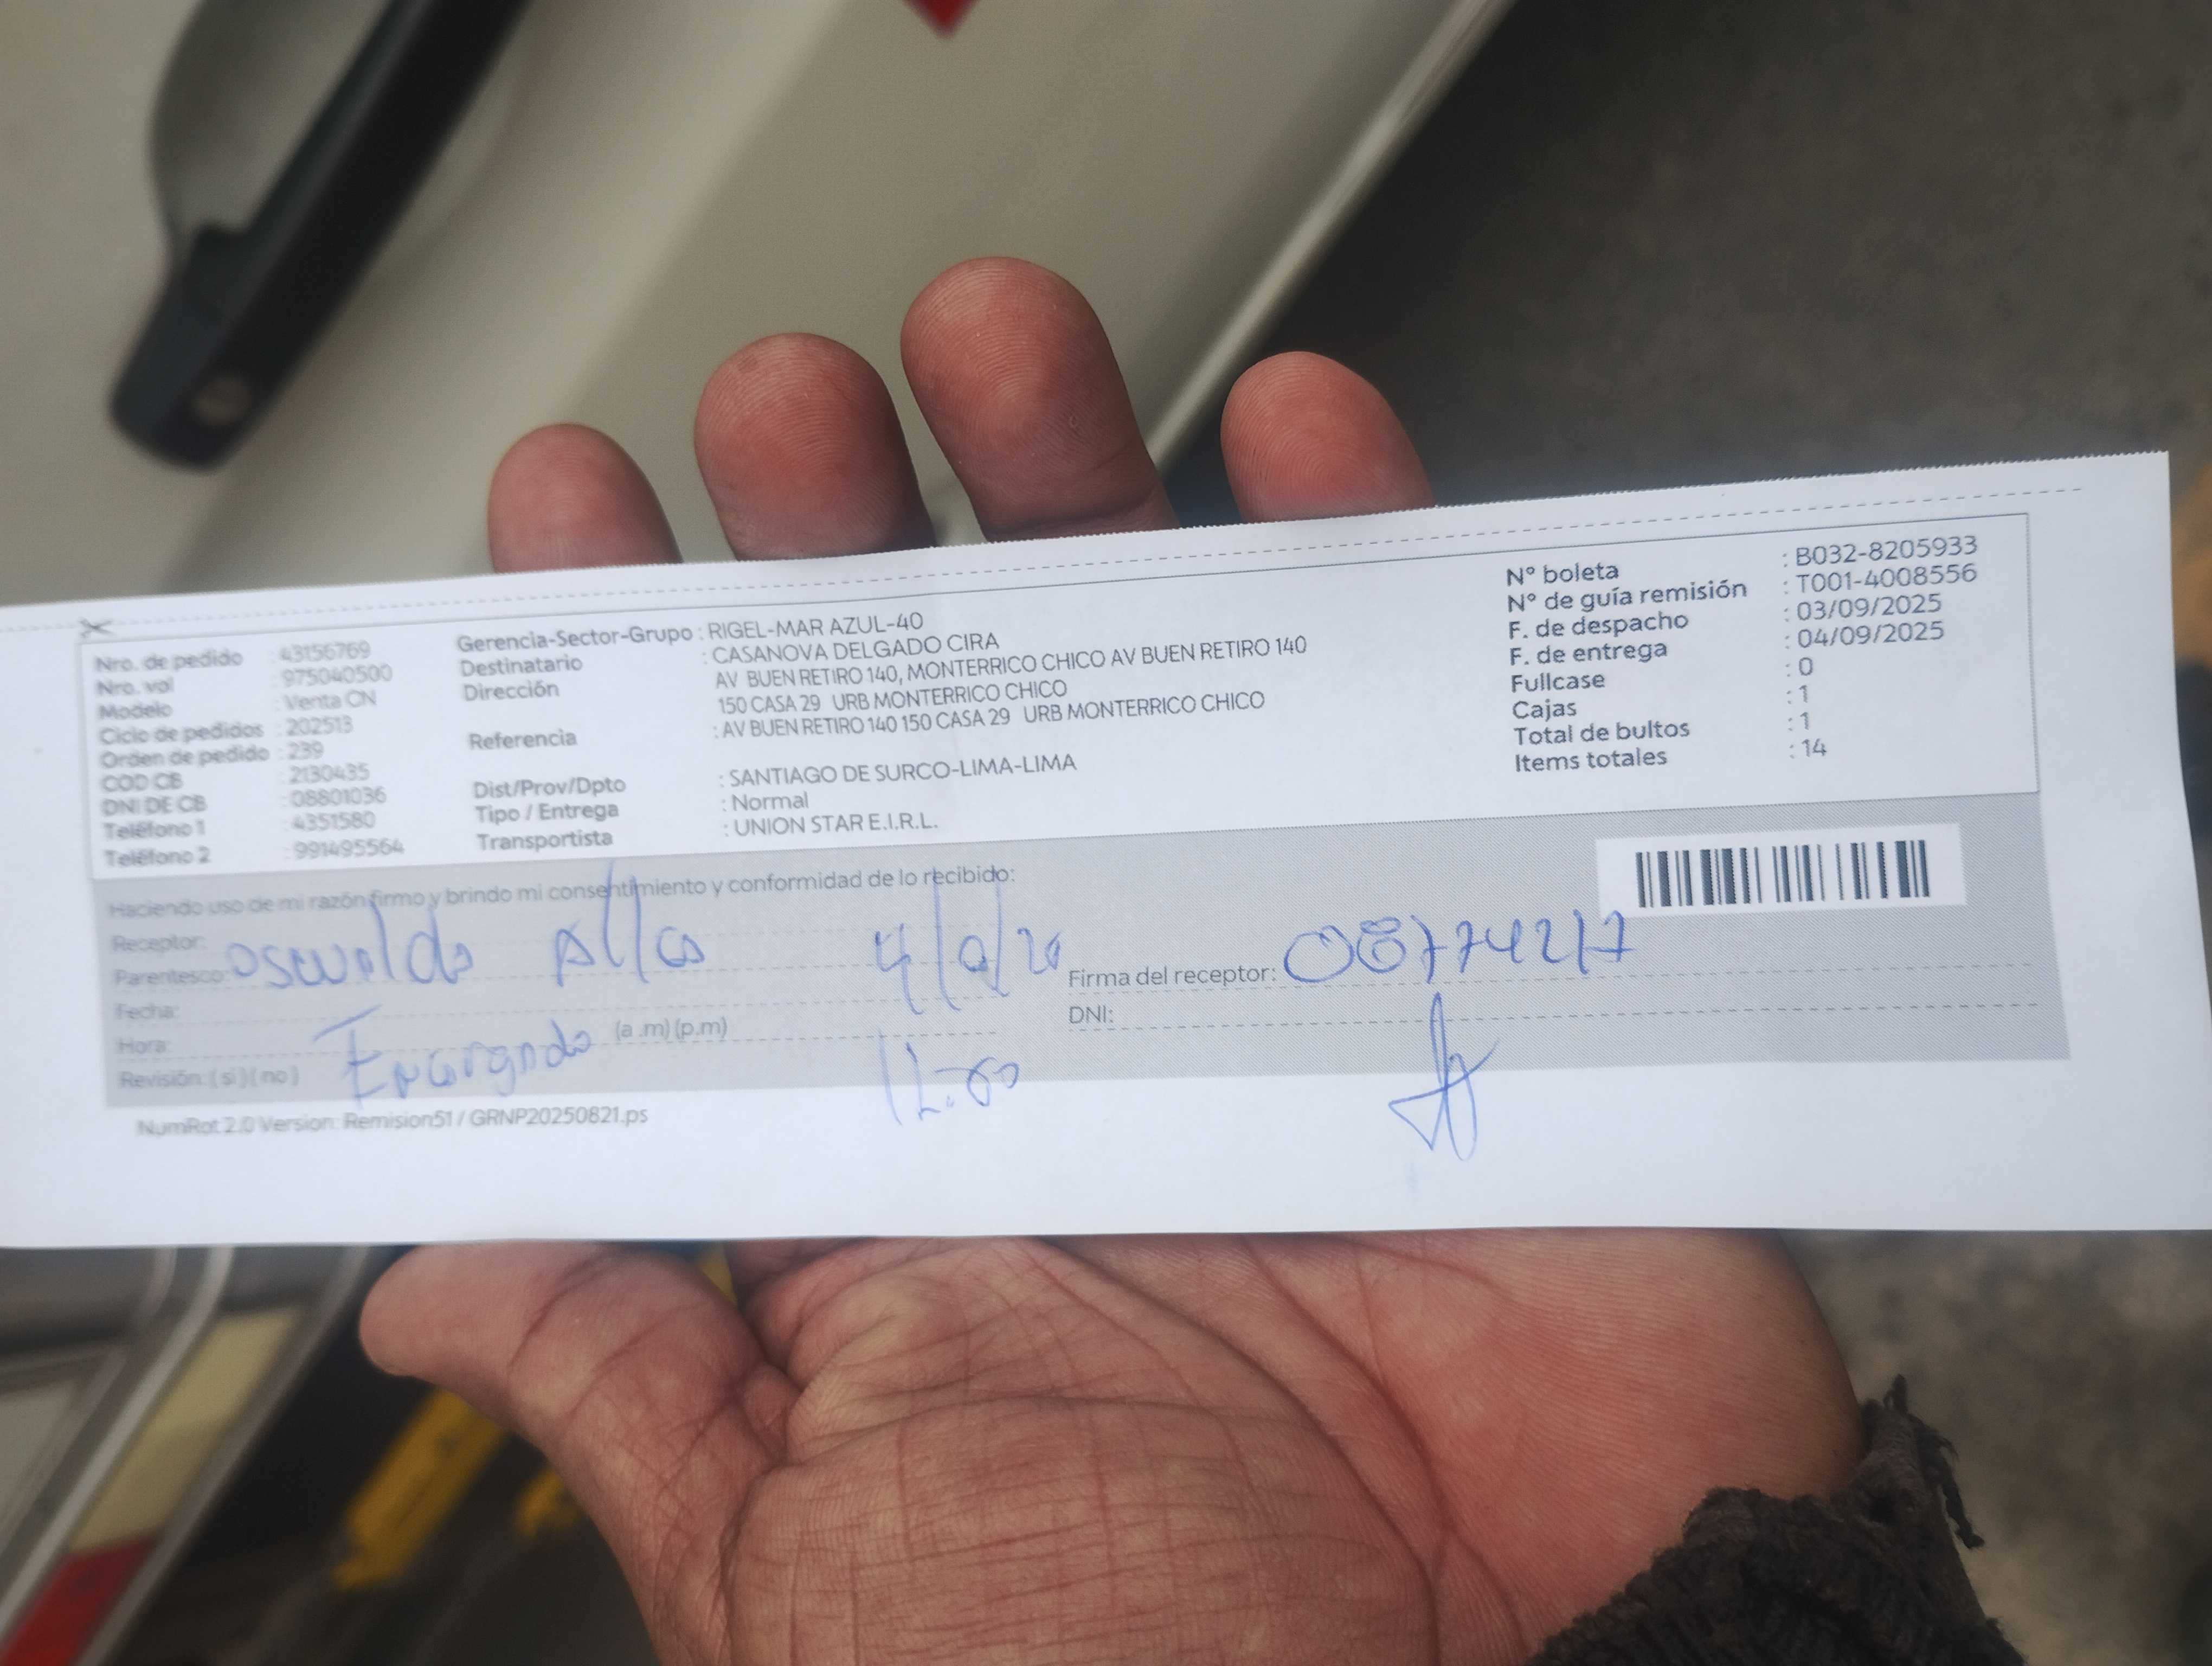 Nro. de pedido : 43156769
Nro. val : 975040500
Modelo : Venta CN
Ciclo de pedidos : 202513
Orden de pedido : 239
COD CB : 2130435
DNI DE CB : 08801036
Teléfono 1 : 4351580
Teléfono 2 : 991495564
Gerencia-Sector-Grupo : RIGEL-MAR AZUL-40
Destinatario : CASANOVA DELGADO CIRA
Dirección AV BUEN RETIRO 140, MONTERRICO CHICO AV BUEN RETIRO 140
150 CASA 29 URB MONTERRICO CHICO
Referencia : AV BUEN RETIRO 140 150 CASA 29 URB MONTERRICO CHICO
Dist/Prov/Dpto : SANTIAGO DE SURCO-LIMA-LIMA
Tipo / Entrega : Normal
Transportista : UNION STAR E.I.R.L.
N° boleta : B032-8205933
N° de guía remisión : T001-4008556
F. de despacho : 03/09/2025
F. de entrega : 04/09/2025
Fullcase : 0
Cajas : 1
Total de bultos : 1
Items totales : 14
Haciendo uso de mi razón firmo y brindo mi consentimiento y conformidad de lo recibido:
Receptor:
Parentesco: oswaldo
Fecha:
Hora: (a .m) (p.m)
Revisión: ( si ) ( no )
Firma del receptor:
DNI:
NumRot 2.0 Version: Remision51 / GRNP20250821.ps